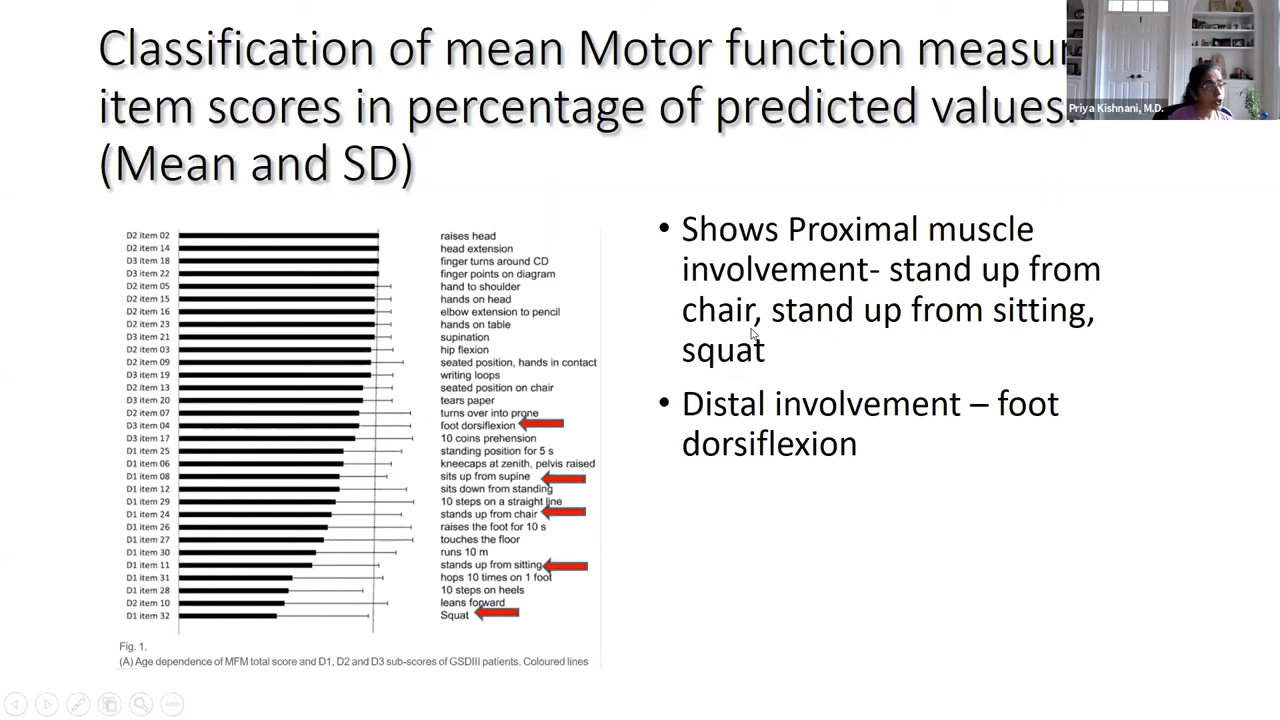 Classification of mean Motor function measur
item scores in percentage of predicted values.
(Mean and SD)
Priya Kishnani, M.D.
D2 item 02 raises head
D2 item 14 head extension
D3 item 18 finger turns around CD
D3 item 22 finger points on diagram
D2 item 05 hand to shoulder
D2 item 15 hands on head
D2 item 16 elbow extension to pencil
D2 item 23 hands on table
D3 item 21 supination
D2 item 03 hip flexion
D2 item 09 seated position, hands in contact
D3 item 19 writing loops
D2 item 13 seated position on chair
D3 item 20 tears paper
D2 item 07 turns over into prone
D3 item 04 foot dorsiflexion
D3 item 17 10 coins prehension
D1 item 25 standing position for 5 s
D1 item 06 kneecaps at zenith, pelvis raised
D1 item 08 sits up from supine
D1 item 12 sits down from standing
D1 item 29 10 steps on a straight line
D1 item 24 stands up from chair
D1 item 26 raises the foot for 10 s
D1 item 27 touches the floor
D1 item 30 runs 10 m
D1 item 11 stands up from sitting
D1 item 31 hops 10 times on 1 foot
D1 item 28 10 steps on heels
D2 item 10 leans forward
D1 item 32 Squat
Fig. 1.
(A) Age dependence of MFM total score and D1, D2 and D3 sub-scores of GSDIII patients. Coloured lines
• Shows Proximal muscle
involvement- stand up from
chair, stand up from sitting,
squat
• Distal involvement – foot
dorsiflexion